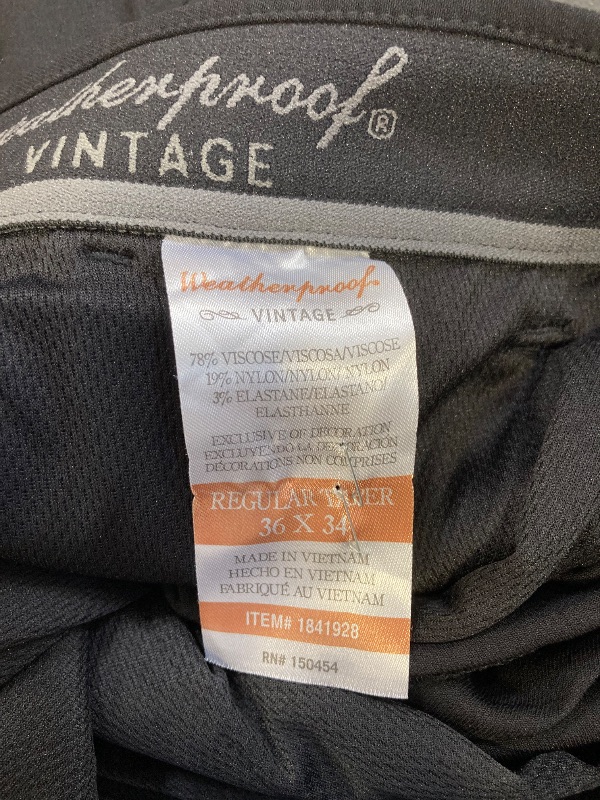 Weatherproof®
VINTAGE
Weatherproof
VINTAGE
78% VISCOSE/VISCOSA/VISCOSE
19% NYLON/NYLON/NYLON
3% ELASTANE/ELASTANO/
ELASTHANNE
EXCLUSIVE OF DECORATION
EXCLUYENDO LA DECORACION
DÉCORATIONS NON COMPRISES
REGULAR TAPER
36 X 34
MADE IN VIETNAM
HECHO EN VIETNAM
FABRIQUÉ AU VIETNAM
ITEM# 1841928
RN# 150454